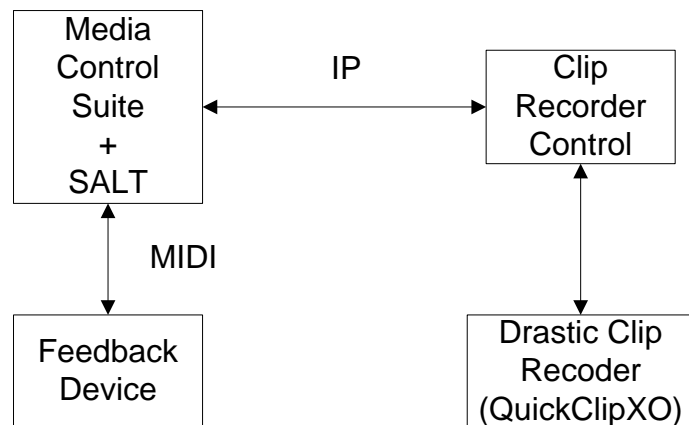 Media
Control
Suite
+
SALT
IP
Clip
Recorder
Control
MIDI
Feedback
Device
Drastic Clip
Recoder
(QuickClipXO)